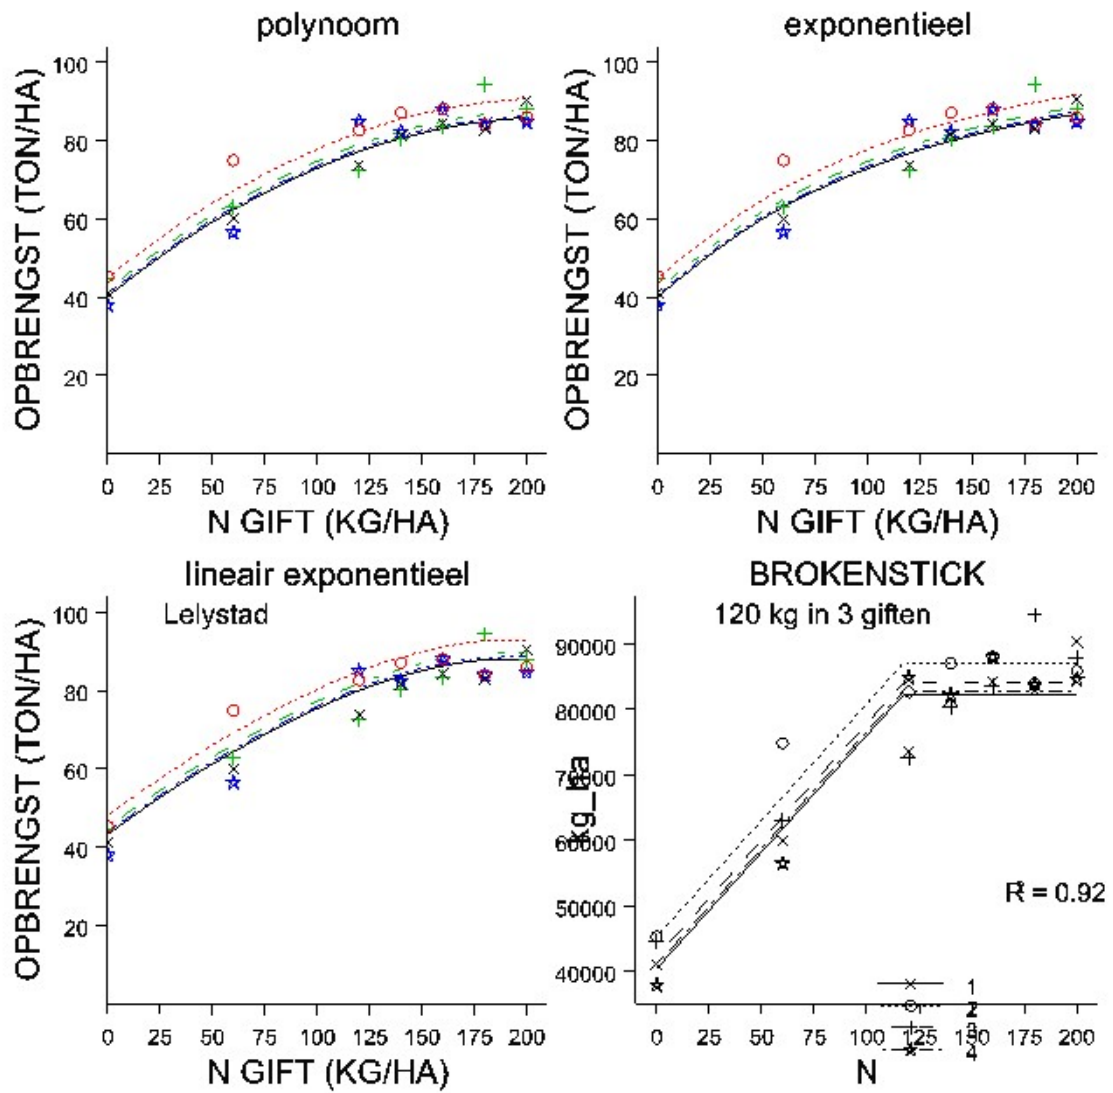 polynoom
OPBRENGST (TON/HA)
100
80
60
40
20
0 25 50 75 100 125 150 175 200
N GIFT (KG/HA)
exponentieel
OPBRENGST (TON/HA)
100
80
60
40
20
0 25 50 75 100 125 150 175 200
N GIFT (KG/HA)
lineair exponentieel
Lelystad
OPBRENGST (TON/HA)
100
80
60
40
20
0 25 50 75 100 125 150 175 200
N GIFT (KG/HA)
BROKENSTICK
120 kg in 3 giften
kg_ha
90000
80000
70000
60000
50000
40000
R² = 0.92
1
2
3
4
0 25 50 75 100 125 150 175 200
N